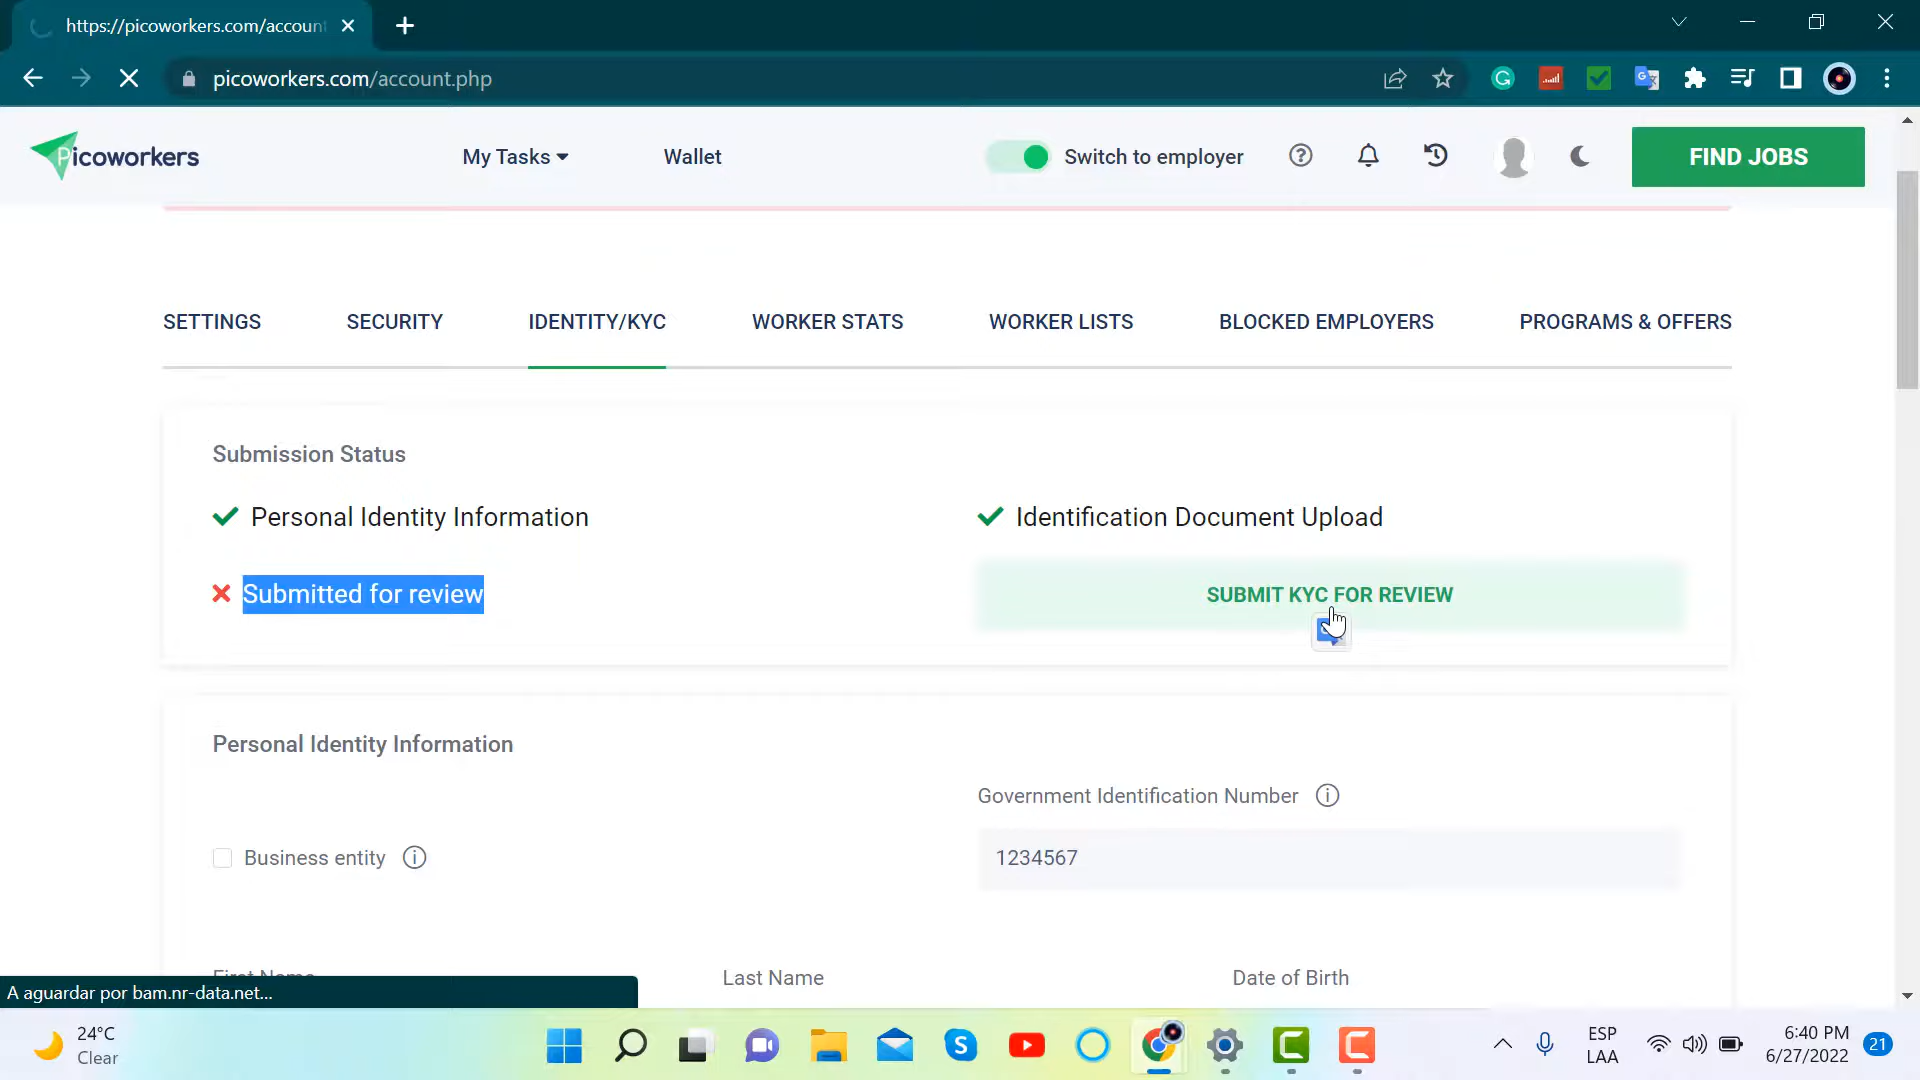 https://picoworkers.com/accoun
picoworkers.com/account.php
Picoworkers
My Tasks
Wallet
Switch to employer
FIND JOBS
SETTINGS
SECURITY
IDENTITY/KYC
WORKER STATS
WORKER LISTS
BLOCKED EMPLOYERS
PROGRAMS & OFFERS
Submission Status
Personal Identity Information
Identification Document Upload
Submitted for review
SUBMIT KYC FOR REVIEW
Personal Identity Information
Government Identification Number
Business entity
1234567
First Name
Last Name
Date of Birth
A aguardar por bam.nr-data.net...
24°C
Clear
ESP
LAA
6:40 PM
6/27/2022
21